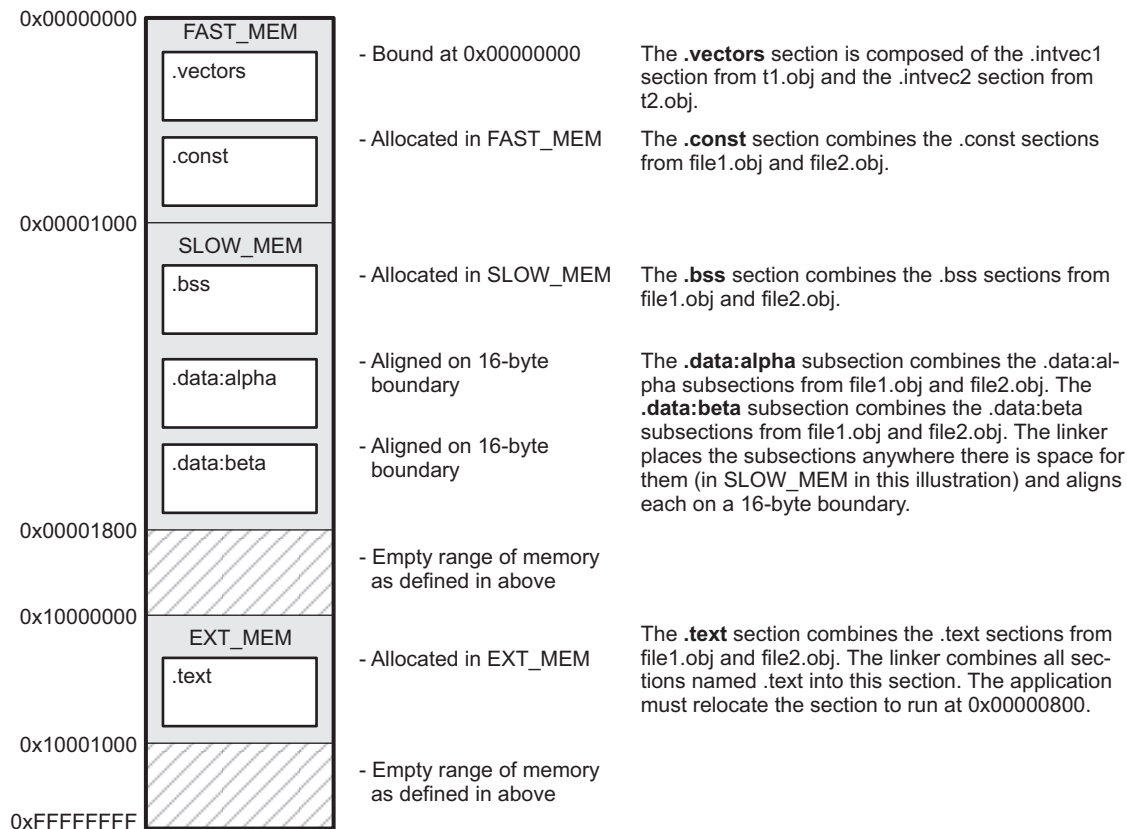 0x00000000
FAST_MEM
.vectors
- Bound at 0x00000000
The .vectors section is composed of the .intvec1
section from t1.obj and the .intvec2 section from
t2.obj.
.const
- Allocated in FAST_MEM
The .const section combines the .const sections
from file1.obj and file2.obj.
0x00001000
SLOW_MEM
.bss
- Allocated in SLOW_MEM
The .bss section combines the .bss sections from
file1.obj and file2.obj.
.data:alpha
- Aligned on 16-byte
boundary
.data:beta
- Aligned on 16-byte
boundary
The .data:alpha subsection combines the .data:al-
pha subsections from file1.obj and file2.obj. The
.data:beta subsection combines the .data:beta
subsections from file1.obj and file2.obj. The linker
places the subsections anywhere there is space for
them (in SLOW_MEM in this illustration) and aligns
each on a 16-byte boundary.
0x00001800
- Empty range of memory
as defined in above
0x10000000
EXT_MEM
.text
- Allocated in EXT_MEM
The .text section combines the .text sections from
file1.obj and file2.obj. The linker combines all sec-
tions named .text into this section. The application
must relocate the section to run at 0x00000800.
0x10001000
- Empty range of memory
as defined in above
0xFFFFFFFF